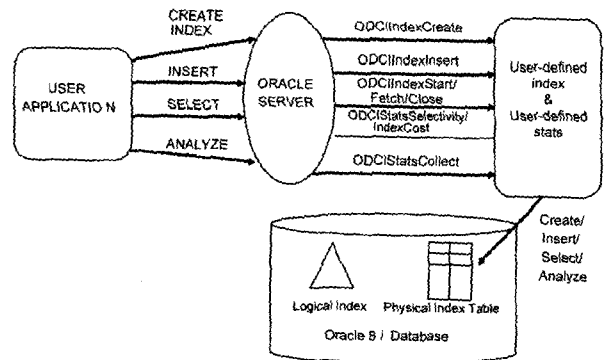 CREATE
INDEX
INSERT
SELECT
ANALYZE
USER
APPLICATIO N
ORACLE
SERVER
ODCIIndexCreate
ODCIIndexInsert
ODCIIndexStart/
Fetch/Close
ODCIStatsSelectivity/
IndexCost
ODCIStatsCollect
User-defined
index
&
User-defined
stats
Create/
Insert/
Select/
Analyze
Logical Index
Physical Index Table
Oracle 8 i Database